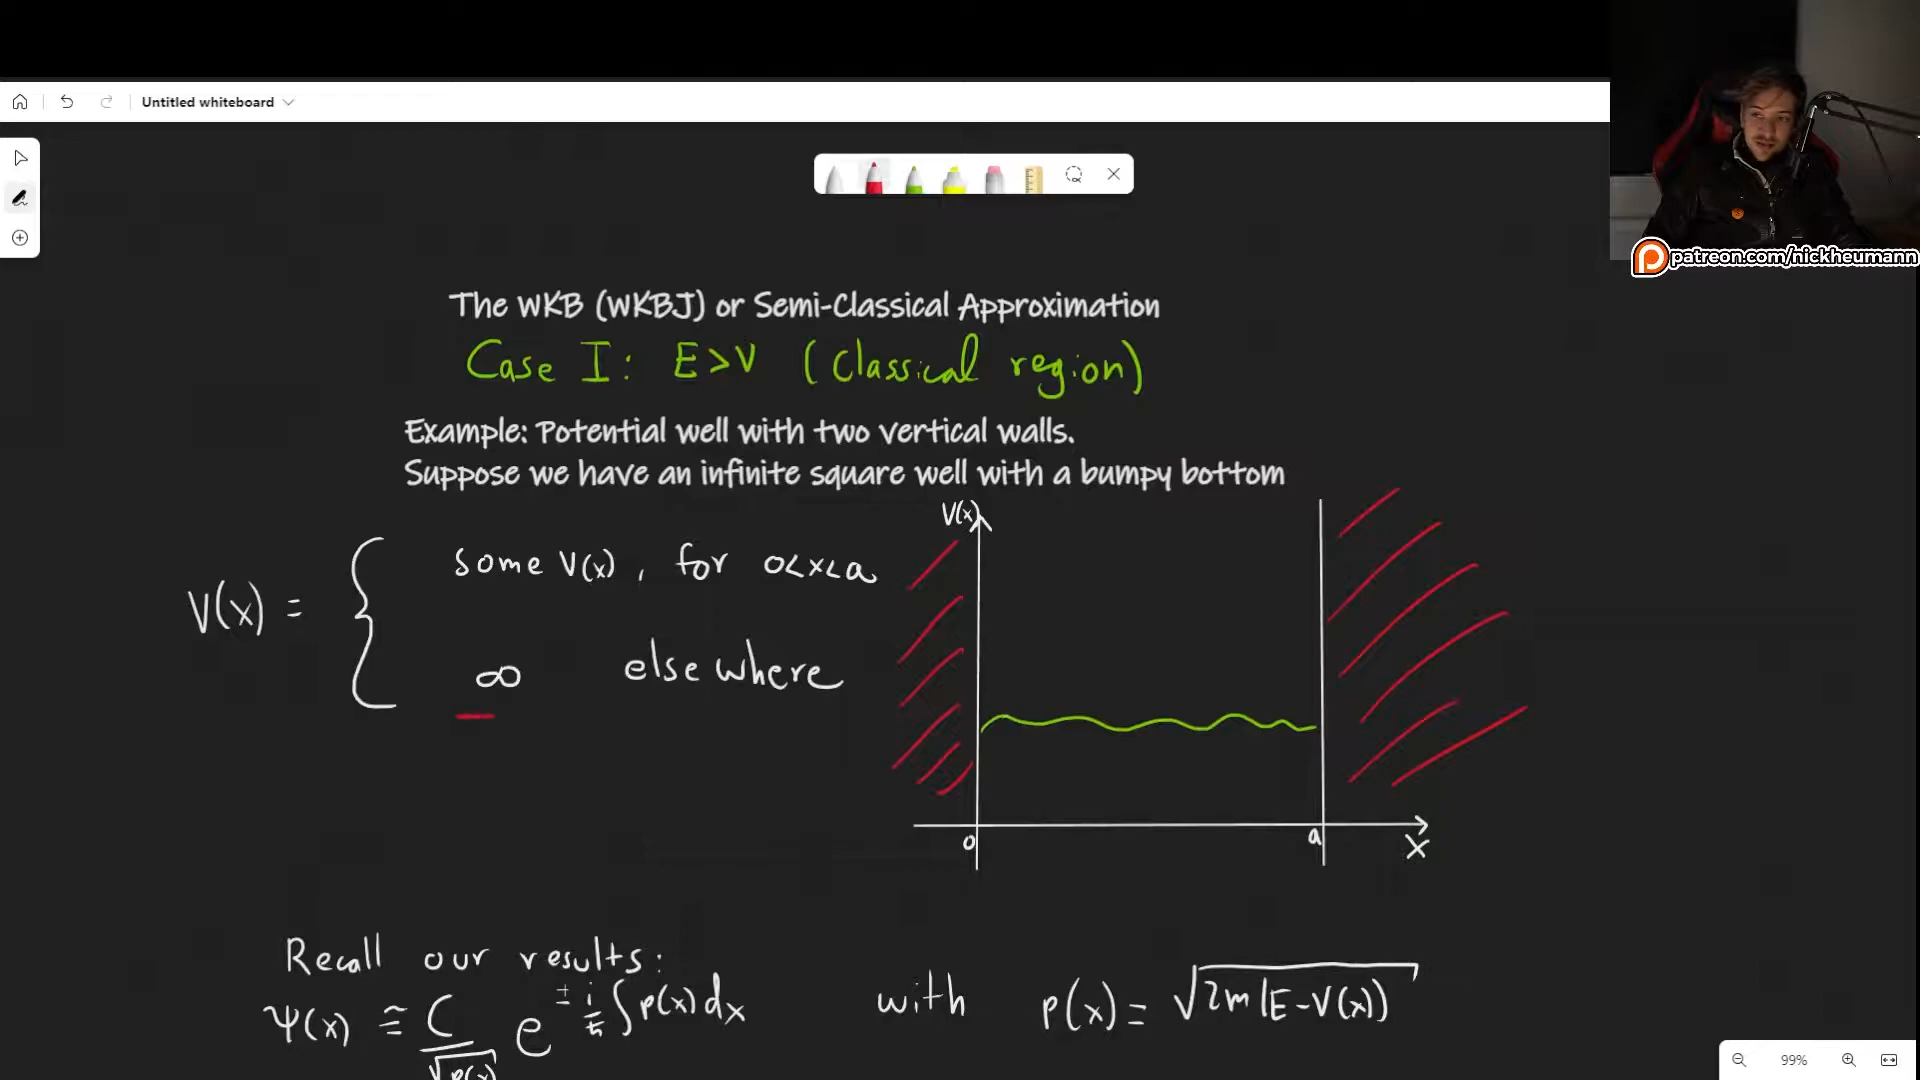 Untitled whiteboard
patreon.com/nickheumann
The WKB (WKBJ) or Semi-Classical Approximation
Case I: E>V (Classical region)
Example: Potential well with two vertical walls.
Suppose we have an infinite square well with a bumpy bottom
V(x)
some V(x), for 0<x<a
V(x) = {
∞ elsewhere
0 a x
Recall our results:
ψ(x) ≅ C/√p(x) e^{± i/ħ ∫p(x)dx} with p(x) = √2m(E-V(x))
99%